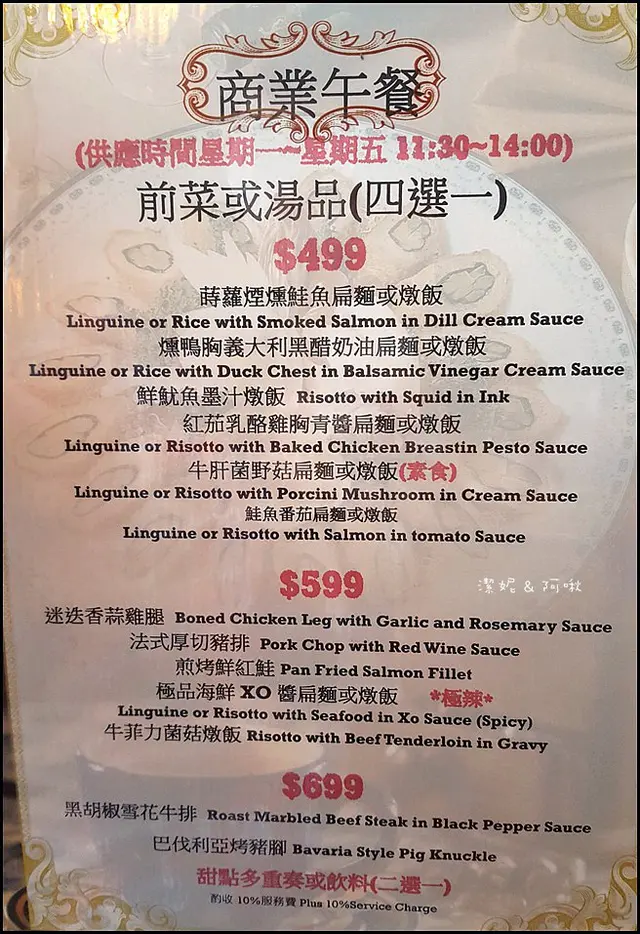 商業午餐
(供應時間星期一~星期五 11:30~14:00)
前菜或湯品(四選一)
$499
蒔蘿煙燻鮭魚扁麵或燉飯
Linguine or Rice with Smoked Salmon in Dill Cream Sauce
燻鴨胸義大利黑醋奶油扁麵或燉飯
Linguine or Rice with Duck Chest in Balsamic Vinegar Cream Sauce
鮮魷魚墨汁燉飯 Risotto with Squid in Ink
紅茄乳酪雞胸青醬扁麵或燉飯
Linguine or Risotto with Baked Chicken Breastin Pesto Sauce
牛肝菌野菇扁麵或燉飯(素食)
Linguine or Risotto with Porcini Mushroom in Cream Sauce
鮭魚番茄扁麵或燉飯
Linguine or Risotto with Salmon in tomato Sauce
$599
潔妮 & 阿啾
迷迭香蒜雞腿 Boned Chicken Leg with Garlic and Rosemary Sauce
法式厚切豬排 Pork Chop with Red Wine Sauce
煎烤鮮紅鮭 Pan Fried Salmon Fillet
極品海鮮 XO 醬扁麵或燉飯 *極辣*
Linguine or Risotto with Seafood in Xo Sauce (Spicy)
牛菲力菌菇燉飯 Risotto with Beef Tenderloin in Gravy
$699
黑胡椒雪花牛排 Roast Marbled Beef Steak in Black Pepper Sauce
巴伐利亞烤豬腳 Bavaria Style Pig Knuckle
甜點多重奏或飲料(二選一)
酌收 10%服務費 Plus 10%Service Charge